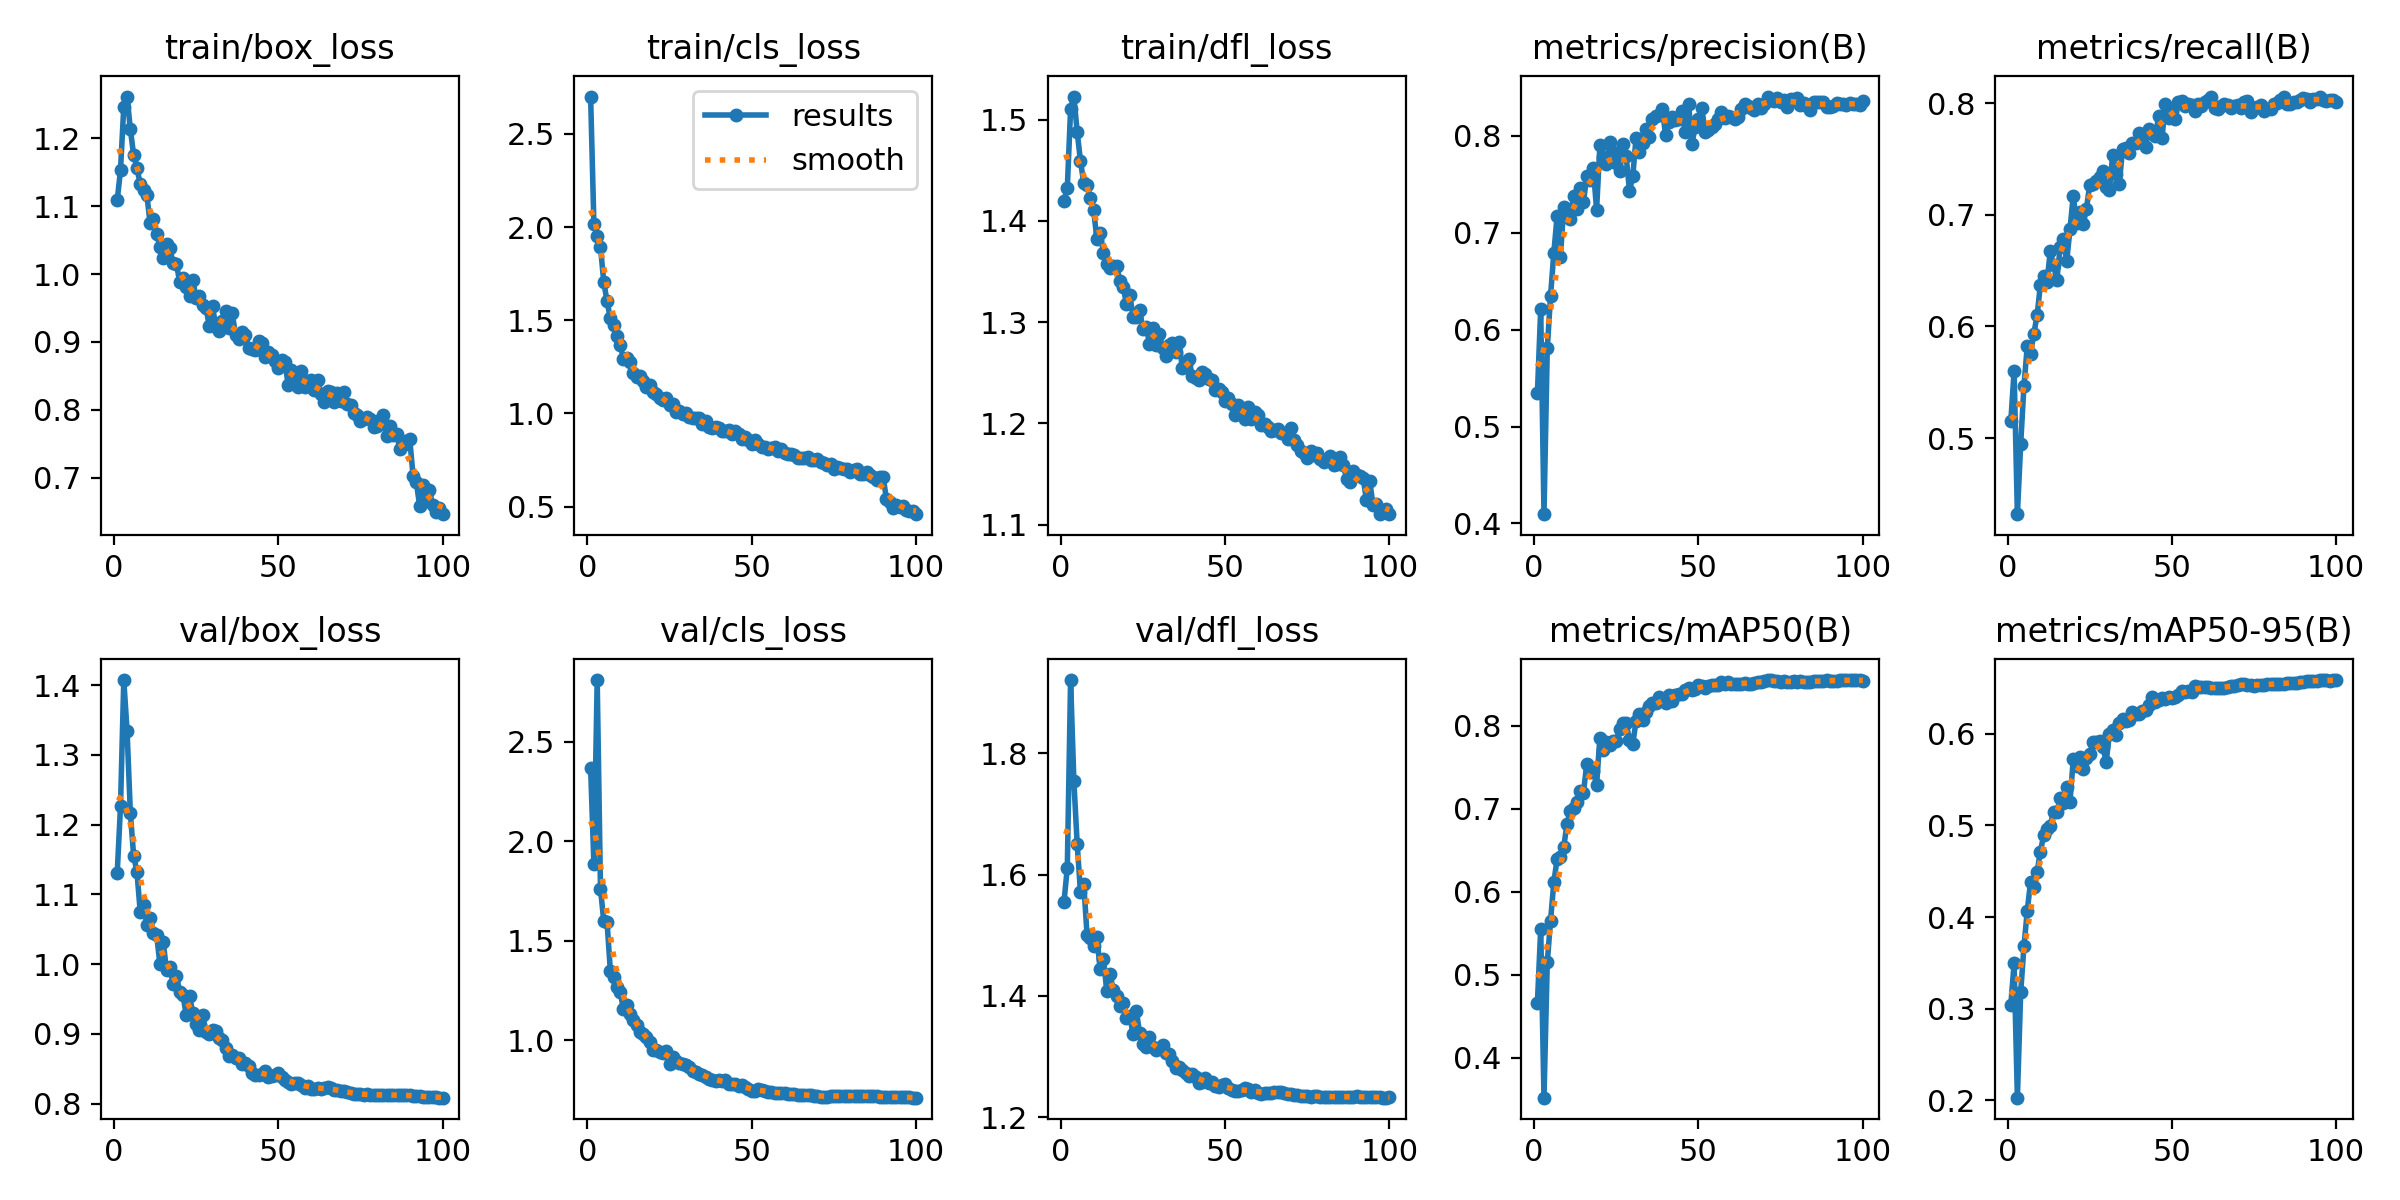 train/box_loss
1.2
1.1
1.0
0.9
0.8
0.7
0 50 100
train/cls_loss
results
smooth
2.5
2.0
1.5
1.0
0.5
0 50 100
train/dfl_loss
1.5
1.4
1.3
1.2
1.1
0 50 100
metrics/precision(B)
0.8
0.7
0.6
0.5
0.4
0 50 100
metrics/recall(B)
0.8
0.7
0.6
0.5
0 50 100
val/box_loss
1.4
1.3
1.2
1.1
1.0
0.9
0.8
0 50 100
val/cls_loss
2.5
2.0
1.5
1.0
0 50 100
val/dfl_loss
1.8
1.6
1.4
1.2
0 50 100
metrics/mAP50(B)
0.8
0.7
0.6
0.5
0.4
0 50 100
metrics/mAP50-95(B)
0.6
0.5
0.4
0.3
0.2
0 50 100